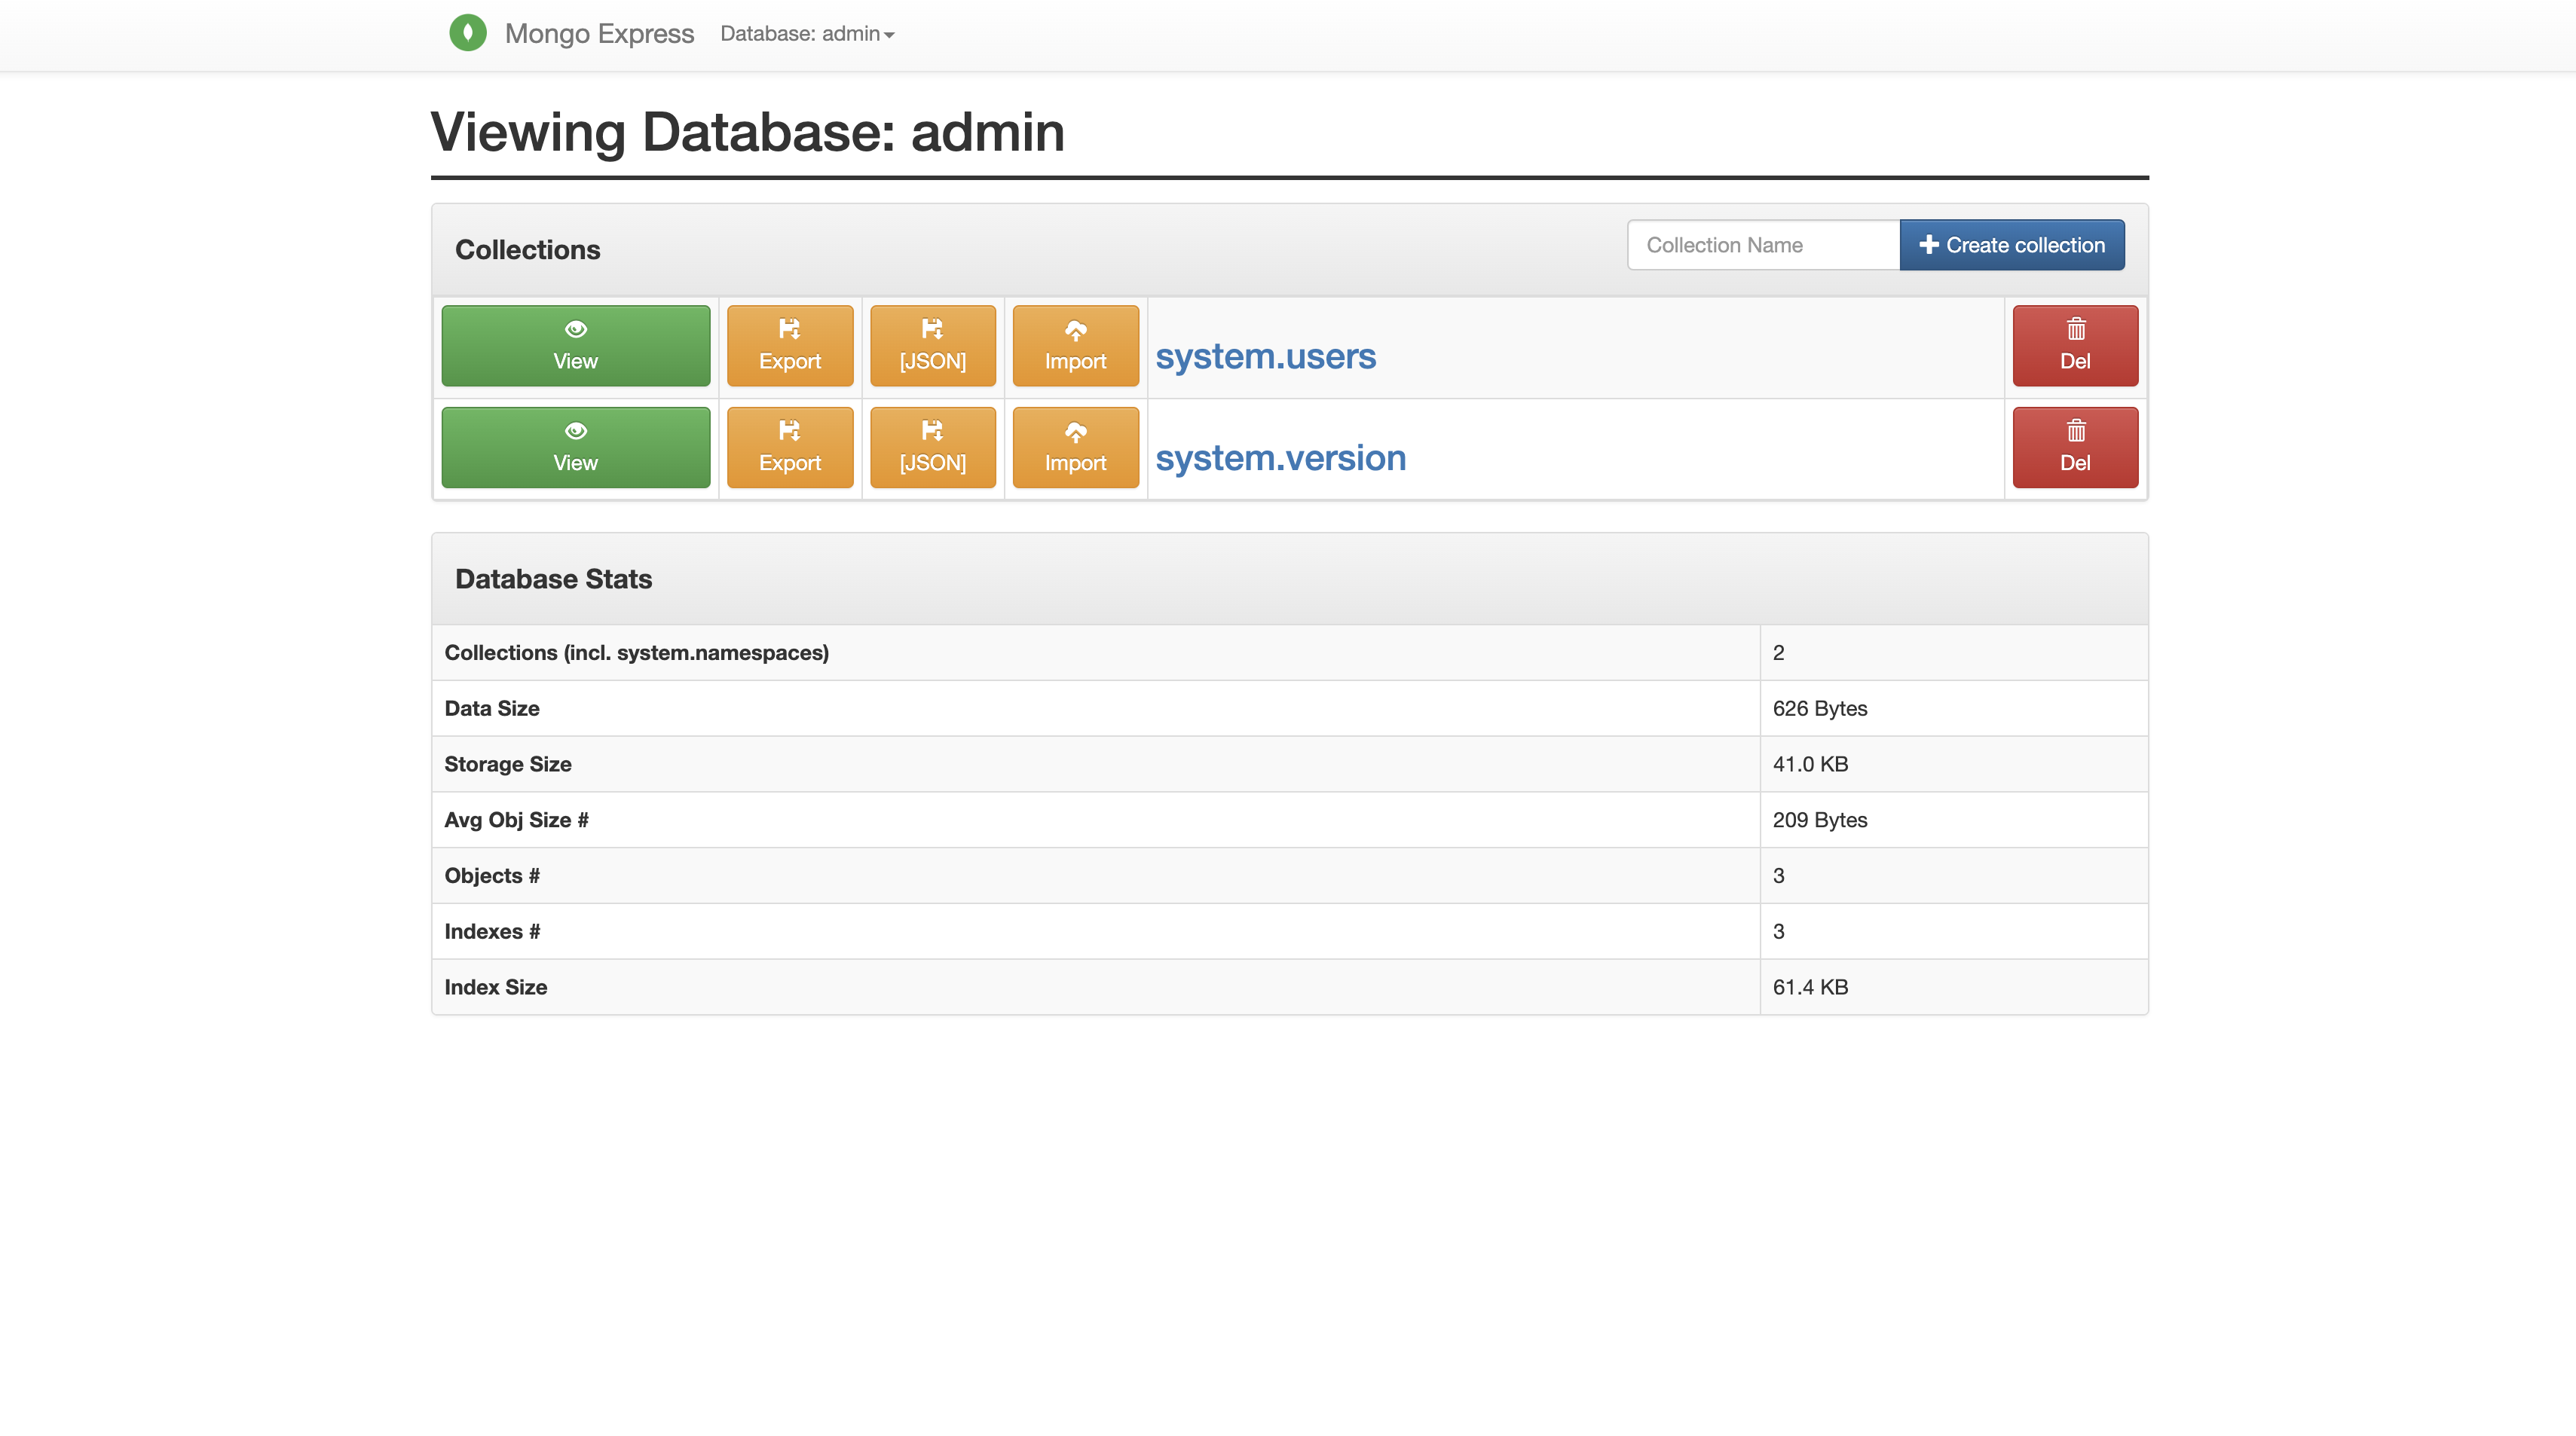 Mongo Express Database: admin
Viewing Database: admin
Collections
Collection Name
Create collection
View Export [JSON] Import system.users Del
View Export [JSON] Import system.version Del
Database Stats
Collections (incl. system.namespaces) 2
Data Size 626 Bytes
Storage Size 41.0 KB
Avg Obj Size # 209 Bytes
Objects # 3
Indexes # 3
Index Size 61.4 KB